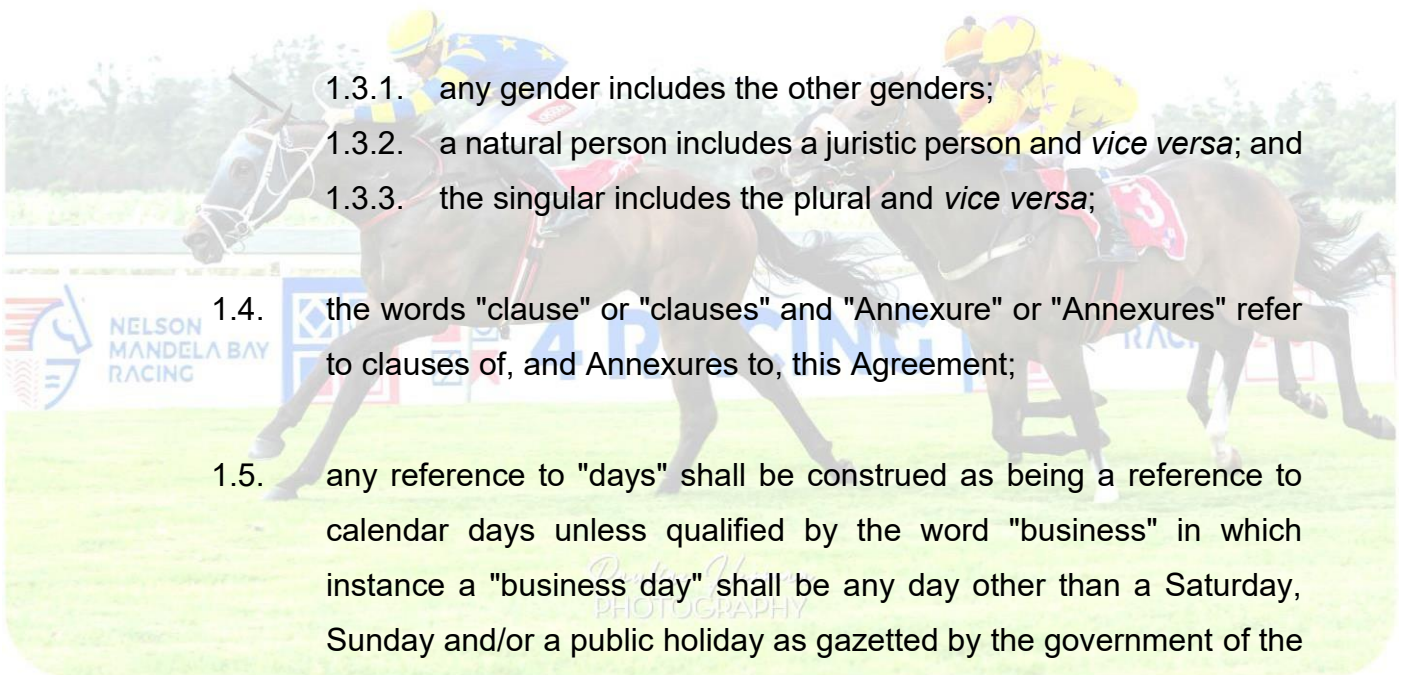 1.3.1. any gender includes the other genders;
1.3.2. a natural person includes a juristic person and vice versa; and
1.3.3. the singular includes the plural and vice versa;
1.4. the words "clause" or "clauses" and "Annexure" or "Annexures" refer
to clauses of, and Annexures to, this Agreement;
NELSON
MANDELA BAY
RACING
4 RACING
3
1.5. any reference to "days" shall be construed as being a reference to
calendar days unless qualified by the word "business" in which
instance a "business day" shall be any day other than a Saturday,
PHOTOGRAPHY
Sunday and/or a public holiday as gazetted by the government of the